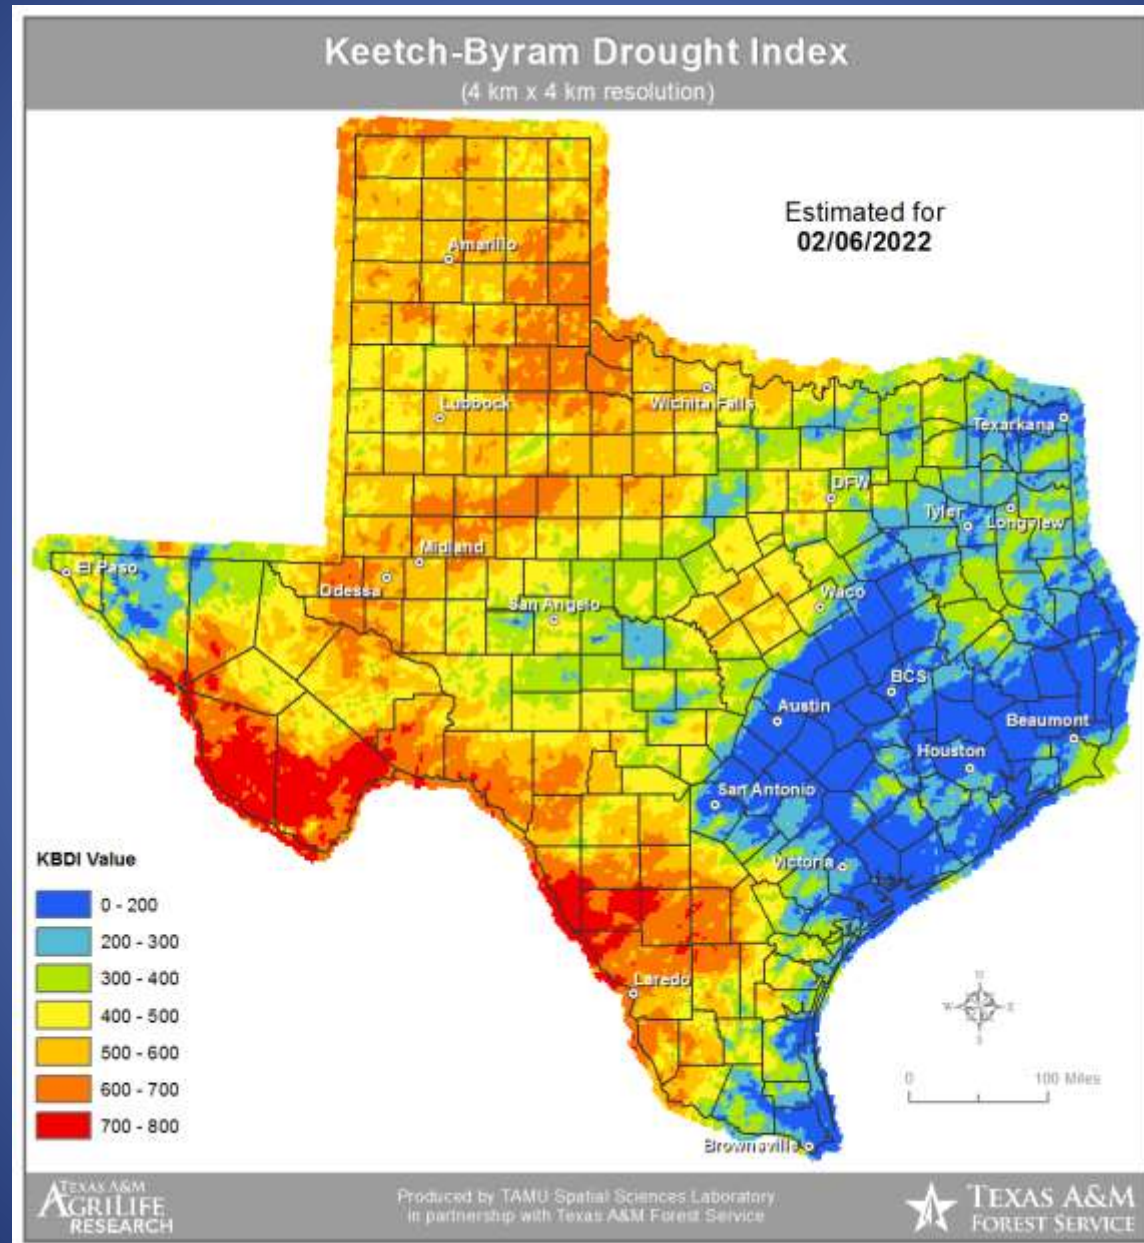 Keetch-Byram Drought Index
(4 km x 4 km resolution)
Estimated for
02/06/2022
Amarillo
Lubbock
Wichita Falls
Texarkana
DFW
Tyler
Longview
Midland
El Paso
Odessa
San Angelo
Waco
BCS
Austin
Beaumont
Houston
San Antonio
Victoria
Laredo
Brownsville
KBDI Value
0 - 200
200 - 300
300 - 400
400 - 500
500 - 600
600 - 700
700 - 800
N
W E
S
0 100 Miles
TEXAS A&M
AGRILIFE
RESEARCH
Produced by TAMU Spatial Sciences Laboratory
in partnership with Texas A&M Forest Service
TEXAS A&M
FOREST SERVICE